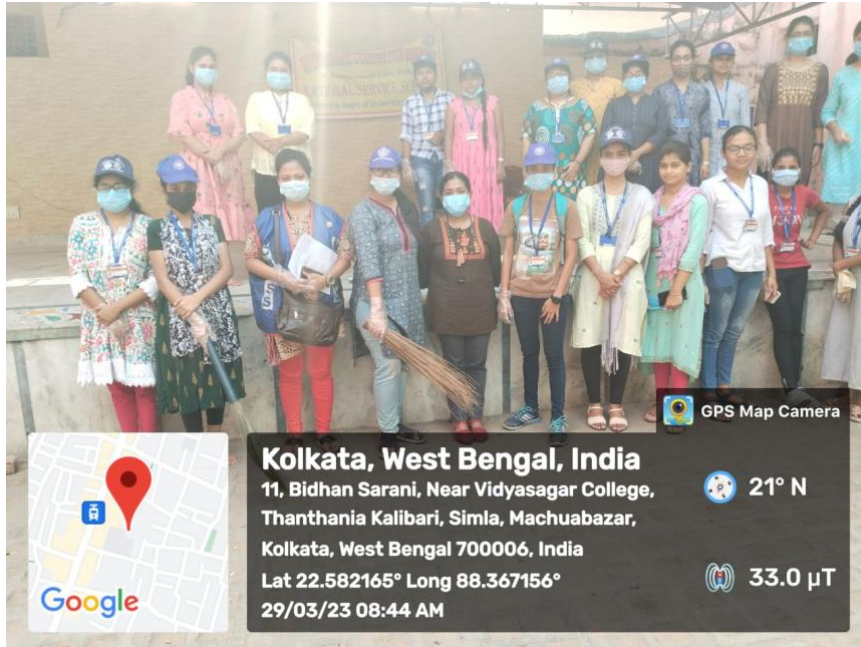 NATIONAL SERVICE
GPS Map Camera
Kolkata, West Bengal, India
11, Bidhan Sarani, Near Vidyasagar College,
Thanthania Kalibari, Simla, Machuabazar,
Kolkata, West Bengal 700006, India
Lat 22.582165° Long 88.367156°
29/03/23 08:44 AM
21° N
33.0 µT
Google